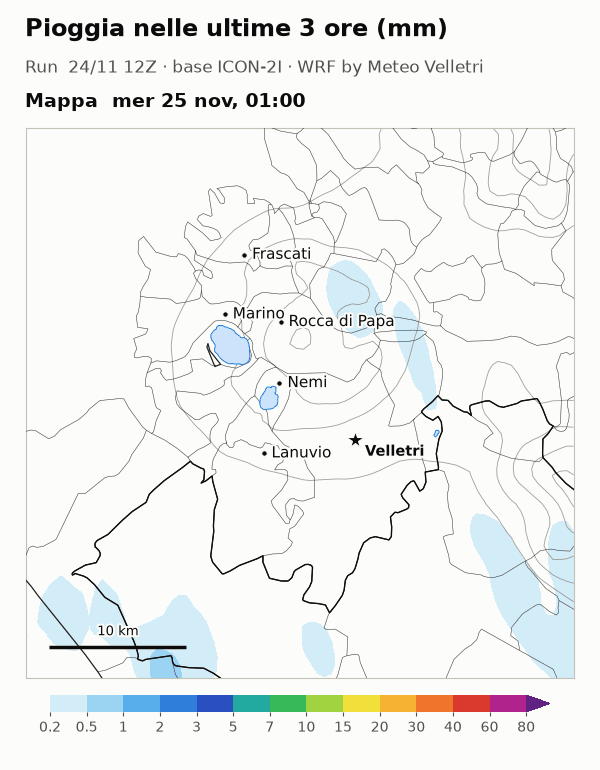 Pioggia nelle ultime 3 ore (mm)
Run 24/11 12Z · base ICON-2I · WRF by Meteo Velletri
Mappa mer 25 nov, 01:00
Frascati
Marino
Rocca di Papa
Nemi
Velletri
Lanuvio
10 km
0.2 0.5 1 2 3 5 7 10 15 20 30 40 60 80